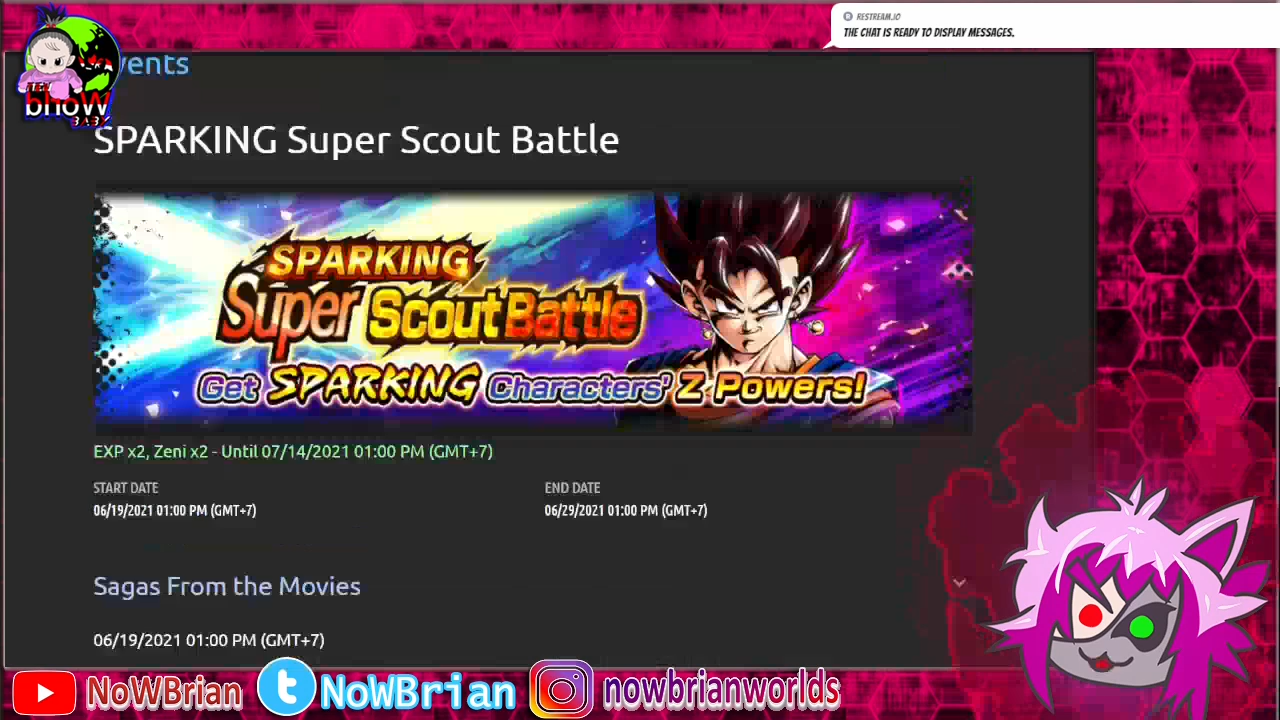 RESTREAM.IO
THE CHAT IS READY TO DISPLAY MESSAGES.
vents
bhoW
BABY
SPARKING Super Scout Battle
SPARKING
Super Scout Battle
Get SPARKING Characters' Z Powers!
EXP x2, Zeni x2 - Until 07/14/2021 01:00 PM (GMT+7)
START DATE
END DATE
06/19/2021 01:00 PM (GMT+7)
06/29/2021 01:00 PM (GMT+7)
Sagas From the Movies
06/19/2021 01:00 PM (GMT+7)
NoWBrian
NoWBrian
nowbrianworlds